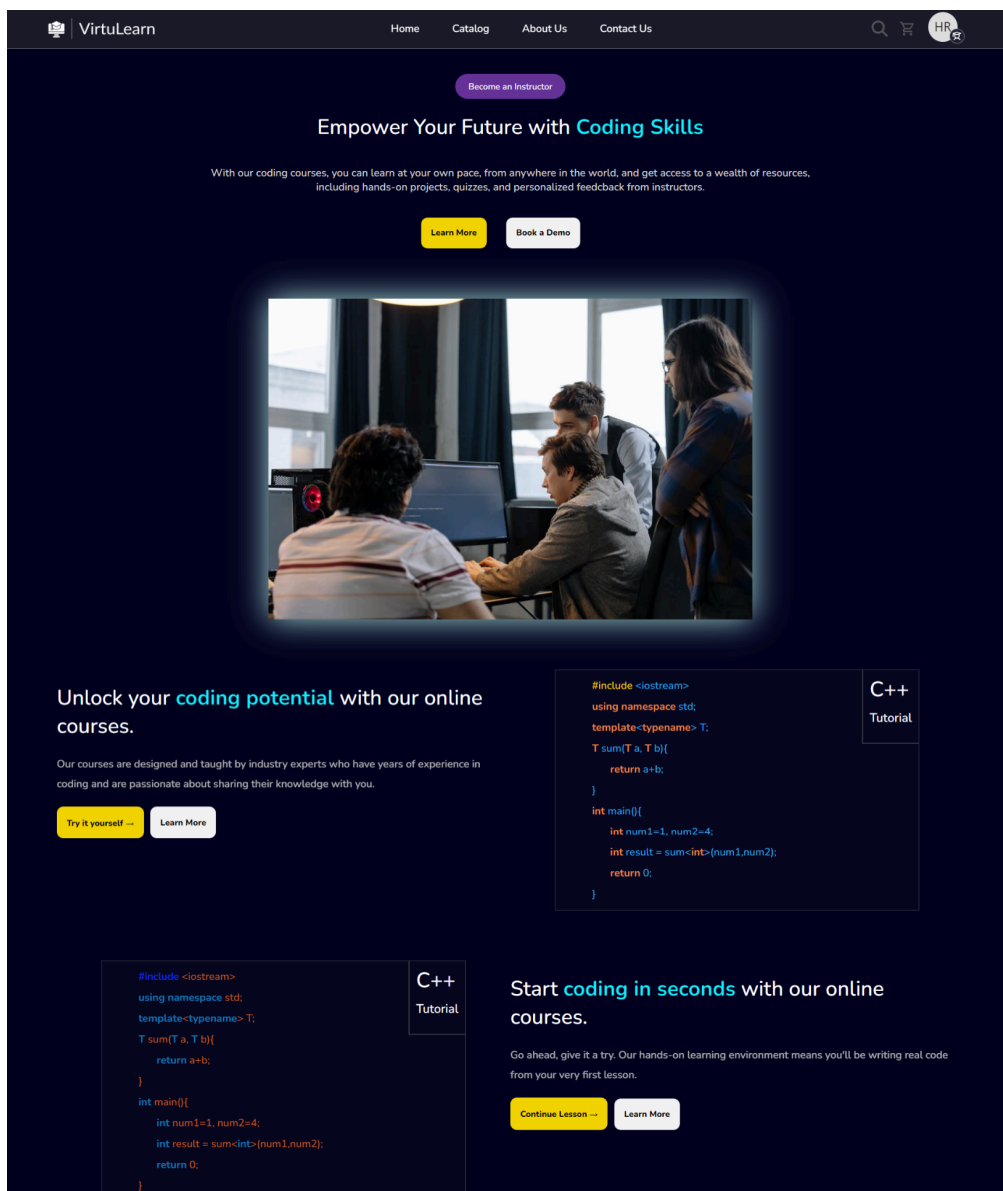 VirtuLearn
Home
Catalog
About Us
Contact Us
HR
Become an Instructor
Empower Your Future with Coding Skills
With our coding courses, you can learn at your own pace, from anywhere in the world, and get access to a wealth of resources,
including hands-on projects, quizzes, and personalized feedcback from instructors.
Learn More
Book a Demo
Unlock your coding potential with our online
courses.
Our courses are designed and taught by industry experts who have years of experience in
coding and are passionate about sharing their knowledge with you.
Try it yourself →
Learn More
#include <iostream>
using namespace std;
template<typename> T;
T sum(T a, T b){
return a+b;
}
int main(){
int num1=1, num2=4;
int result = sum<int>(num1,num2);
return 0;
}
C++
Tutorial
#include <iostream>
using namespace std;
template<typename> T;
T sum(T a, T b){
return a+b;
}
int main(){
int num1=1, num2=4;
int result = sum<int>(num1,num2);
return 0;
}
C++
Tutorial
Start coding in seconds with our online
courses.
Go ahead, give it a try. Our hands-on learning environment means you'll be writing real code
from your very first lesson.
Continue Lesson →
Learn More